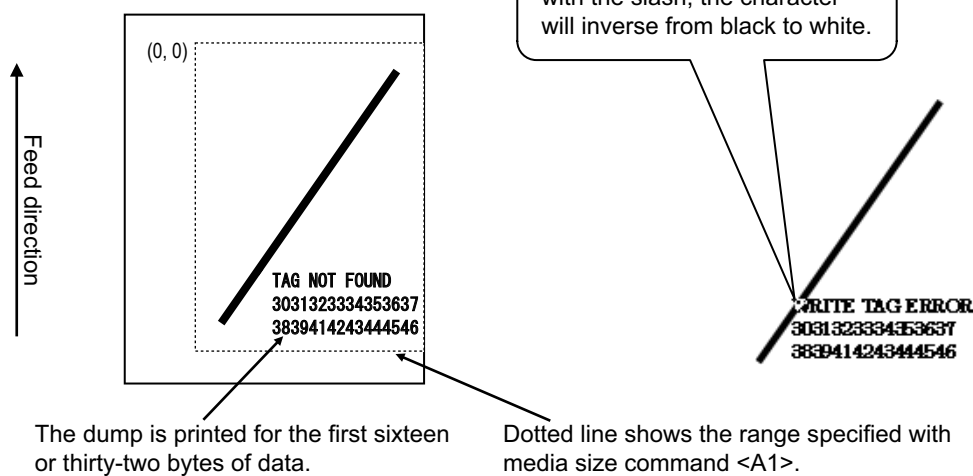 with the slash, the character
will inverse from black to white.
(0, 0)
Feed direction
TAG NOT FOUND
3031323334353637
3839414243444546
WRITE TAG ERROR
3031323334353637
3839414243444546
The dump is printed for the first sixteen
or thirty-two bytes of data.
Dotted line shows the range specified with
media size command <A1>.